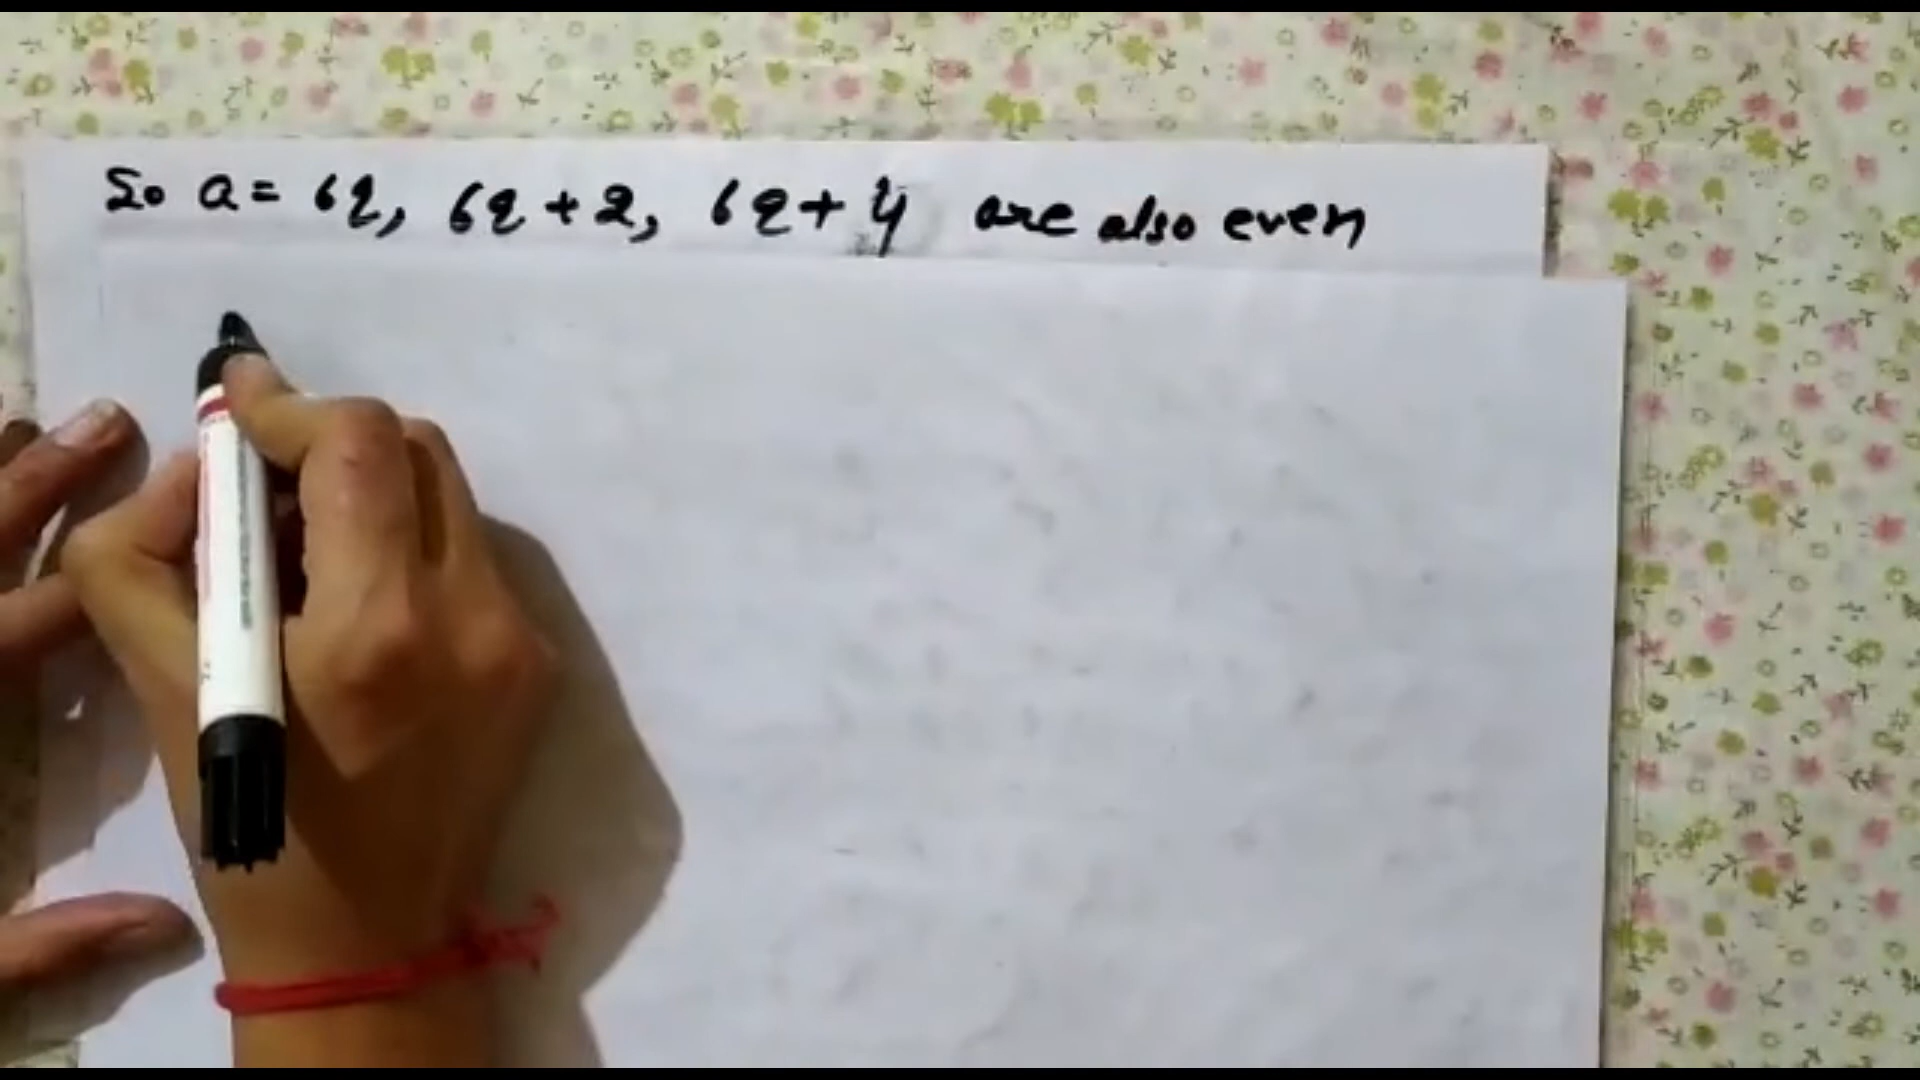 So a = 6q, 6q + 2, 6q + 4 are also even